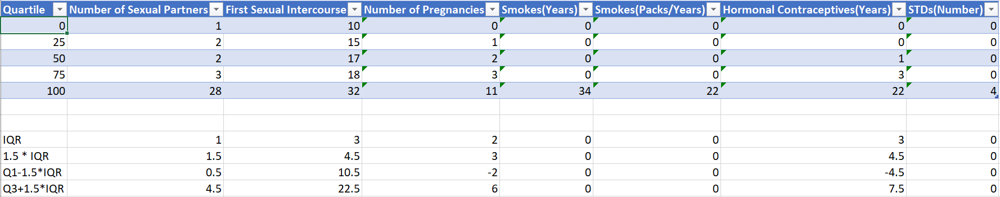 Quartile Number of Sexual Partners First Sexual Intercourse Number of Pregnancies Smokes(Years) Smokes(Packs/Years) Hormonal Contraceptives(Years) STDs(Number)
0 1 10 0 0 0 0 0
25 2 15 1 0 0 0 0
50 2 17 2 0 0 1 0
75 3 18 3 0 0 3 0
100 28 32 11 34 22 22 4
IQR 1 3 2 0 0 3 0
1.5 * IQR 1.5 4.5 3 0 0 4.5 0
Q1-1.5*IQR 0.5 10.5 -2 0 0 -4.5 0
Q3+1.5*IQR 4.5 22.5 6 0 0 7.5 0